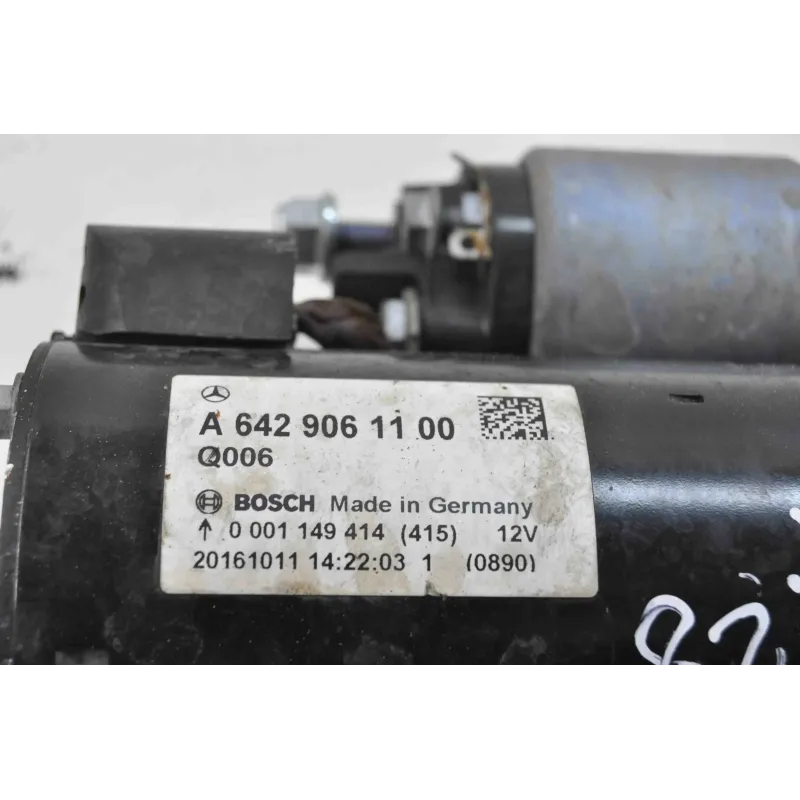 A 642 906 11 00
Q006
BOSCH Made in Germany
↑ 0 001 149 414 (415) 12V
20161011 14:22:03 1 (0890)